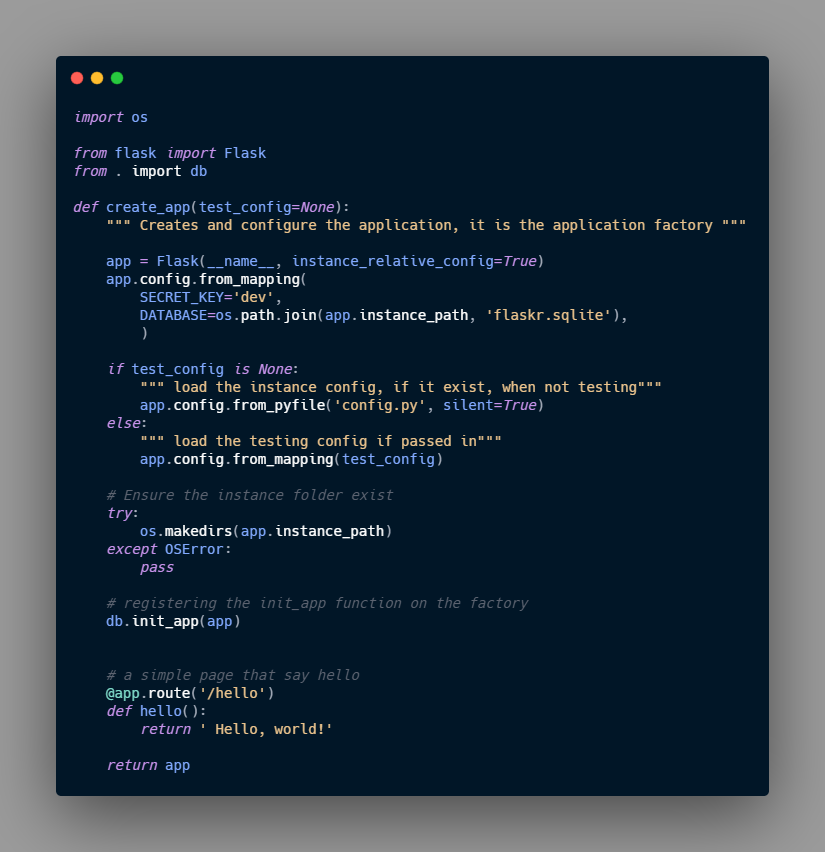 import os

from flask import Flask
from . import db

def create_app(test_config=None):
    """ Creates and configure the application, it is the application factory """

    app = Flask(__name__, instance_relative_config=True)
    app.config.from_mapping(
        SECRET_KEY='dev',
        DATABASE=os.path.join(app.instance_path, 'flaskr.sqlite'),
        )

    if test_config is None:
        """ load the instance config, if it exist, when not testing"""
        app.config.from_pyfile('config.py', silent=True)
    else:
        """ load the testing config if passed in"""
        app.config.from_mapping(test_config)

    # Ensure the instance folder exist
    try:
        os.makedirs(app.instance_path)
    except OSError:
        pass

    # registering the init_app function on the factory
    db.init_app(app)


    # a simple page that say hello
    @app.route('/hello')
    def hello():
        return ' Hello, world!'

    return app